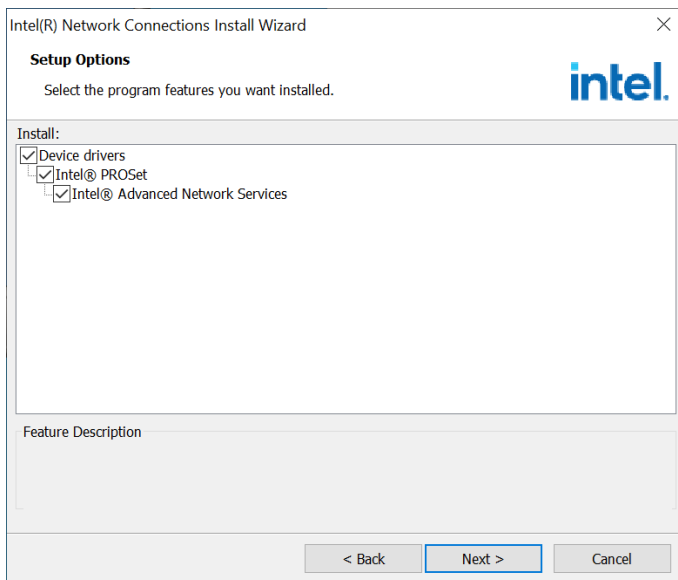 Intel(R) Network Connections Install Wizard
Setup Options
Select the program features you want installed.
intel.
Install:
Device drivers
Intel® PROSet
Intel® Advanced Network Services
Feature Description
< Back
Next >
Cancel